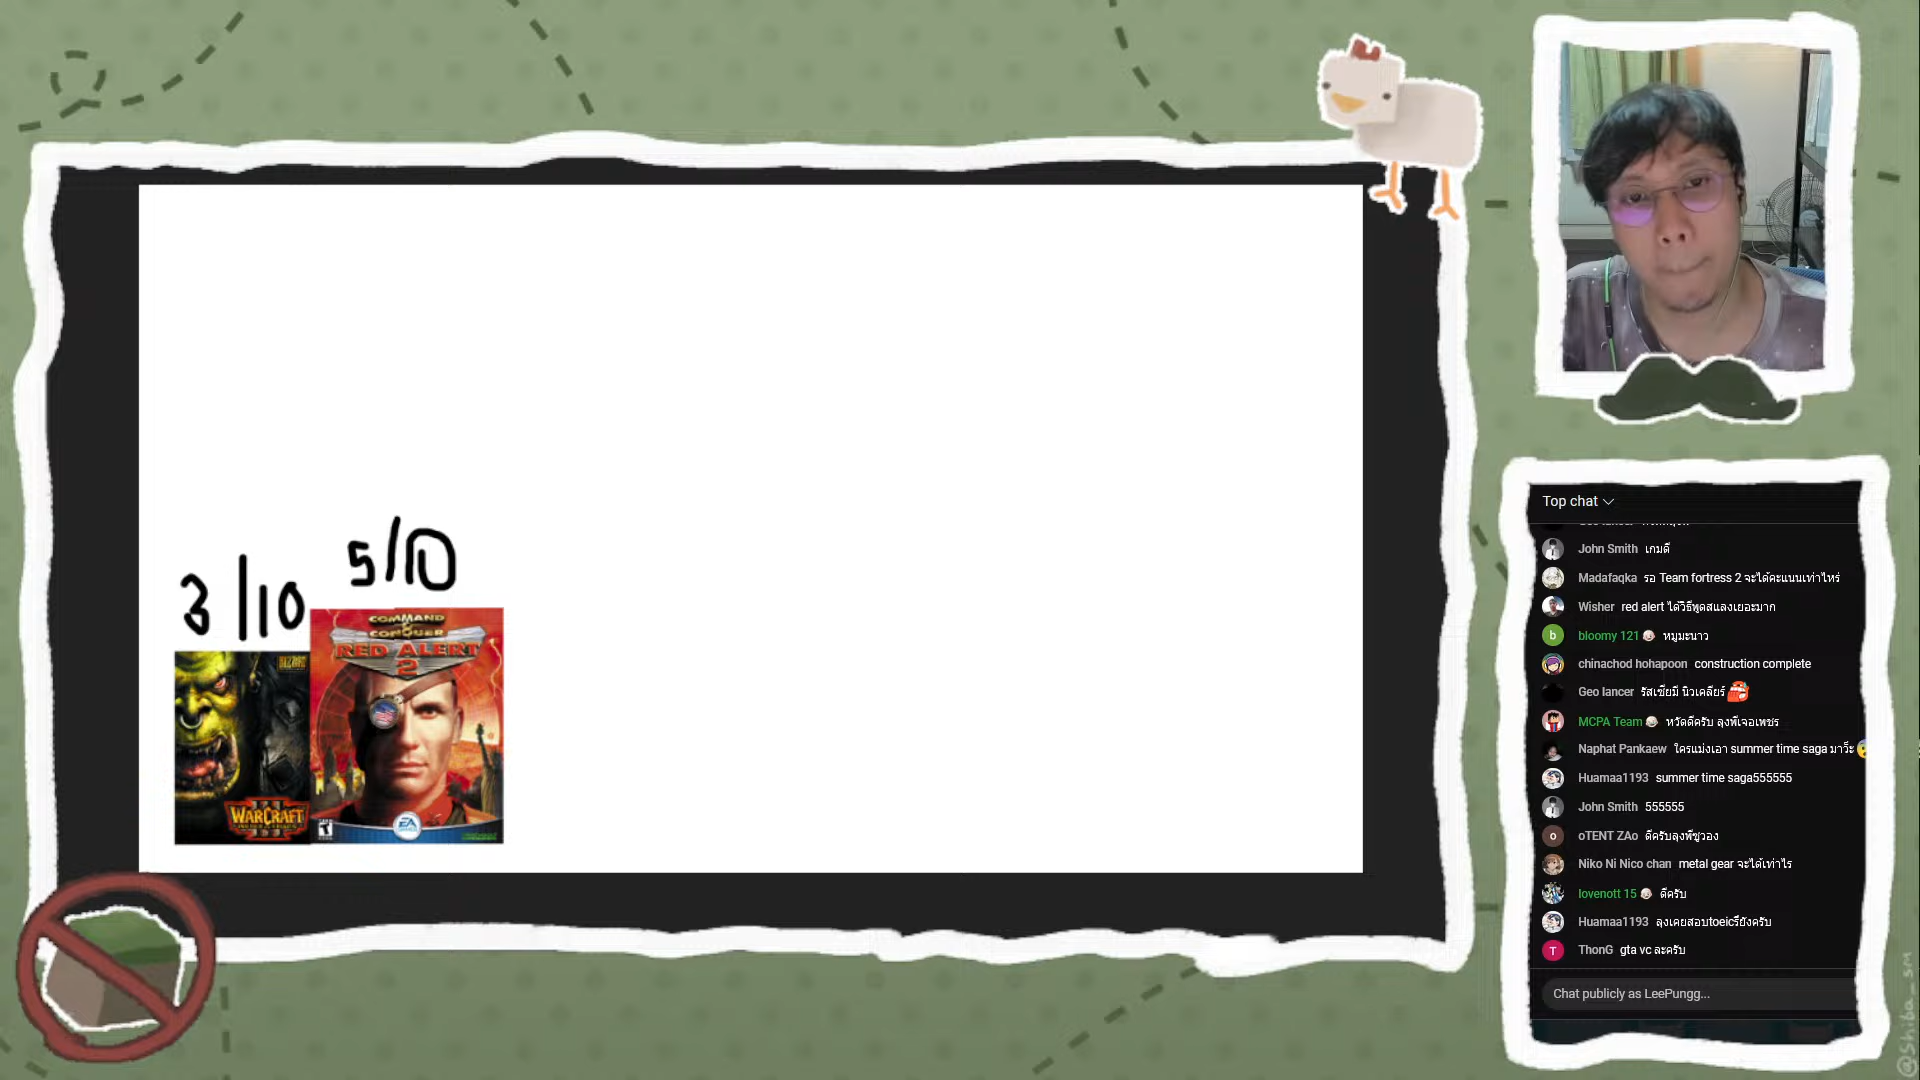 3/10
5/10
COMMAND & CONQUER
RED ALERT
2
BLIZZARD
WARCRAFT
III
EA
GAMES
Top chat
John Smith เกมดี
Madafaqka รอ Team fortress 2 จะได้คะแนนเท่าไหร่
Wisher red alert ได้วิธีพูดสแลงเยอะมาก
b bloomy 121 หมูมะนาว
chinachod hohapoon construction complete
Geo lancer รัสเซียมี นิวเคลียร์
MCPA Team หวัดดีครับ ลุงพึ่เจอเพชร
Naphat Pankaew ใครแม่งเอา summer time saga มาวะ
Huamaa1193 summer time saga555555
John Smith 555555
o oTENT ZAo ดีครับลุงพีชูวอง
Niko Ni Nico chan metal gear จะได้เท่าไร
lovenott 15 ดีครับ
Huamaa1193 ลุงเคยสอบtoeicรึยังครับ
T ThonG gta vc ละครับ
Chat publicly as LeePungg...
@Shiba_sm